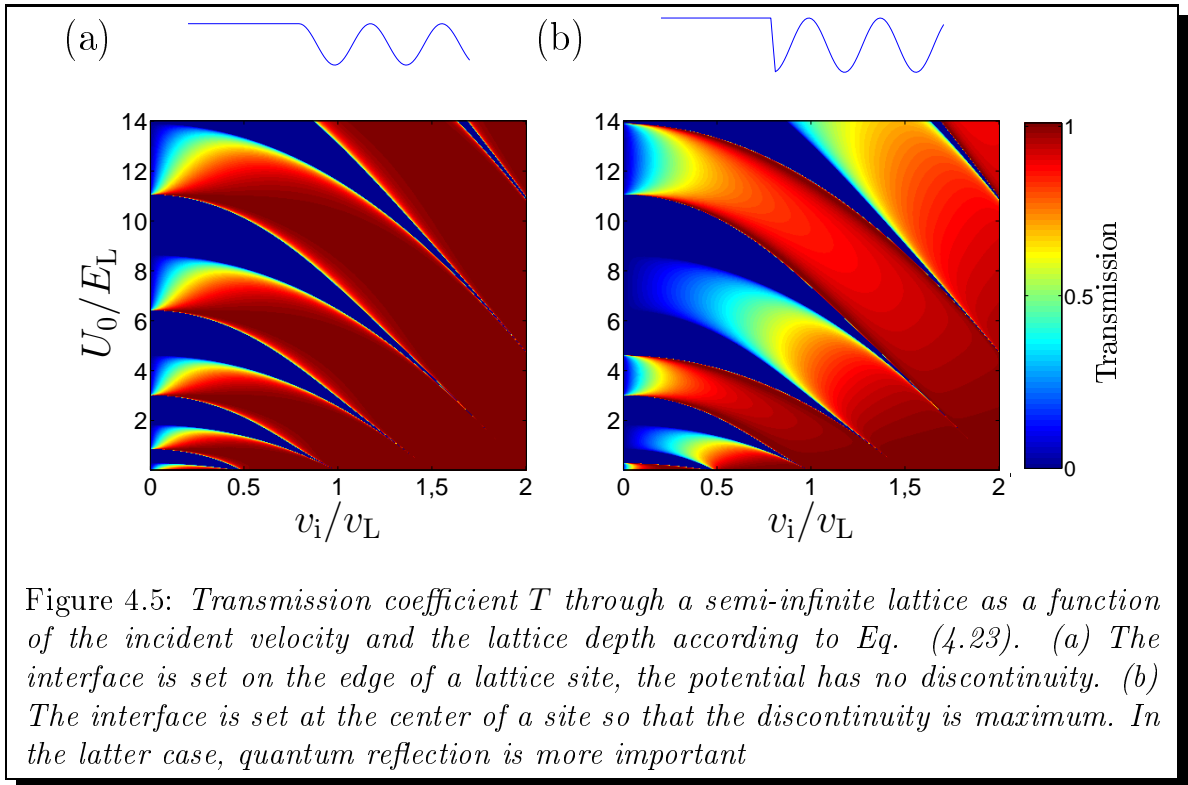 (a)
(b)
14
12
10
8
6
4
2
0
0.5
1
1,5
2
U₀/E_L
v_i/v_L
14
12
10
8
6
4
2
0
0.5
1
1,5
2
v_i/v_L
1
0.5
0
Transmission
Figure 4.5: Transmission coefficient T through a semi-infinite lattice as a function
of the incident velocity and the lattice depth according to Eq. (4.23). (a) The
interface is set on the edge of a lattice site, the potential has no discontinuity. (b)
The interface is set at the center of a site so that the discontinuity is maximum. In
the latter case, quantum reflection is more important